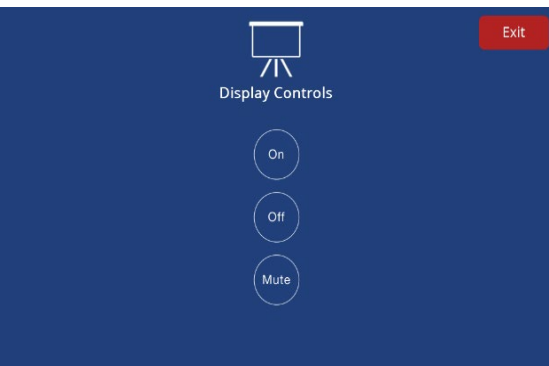 Exit
Display Controls
On
Off
Mute